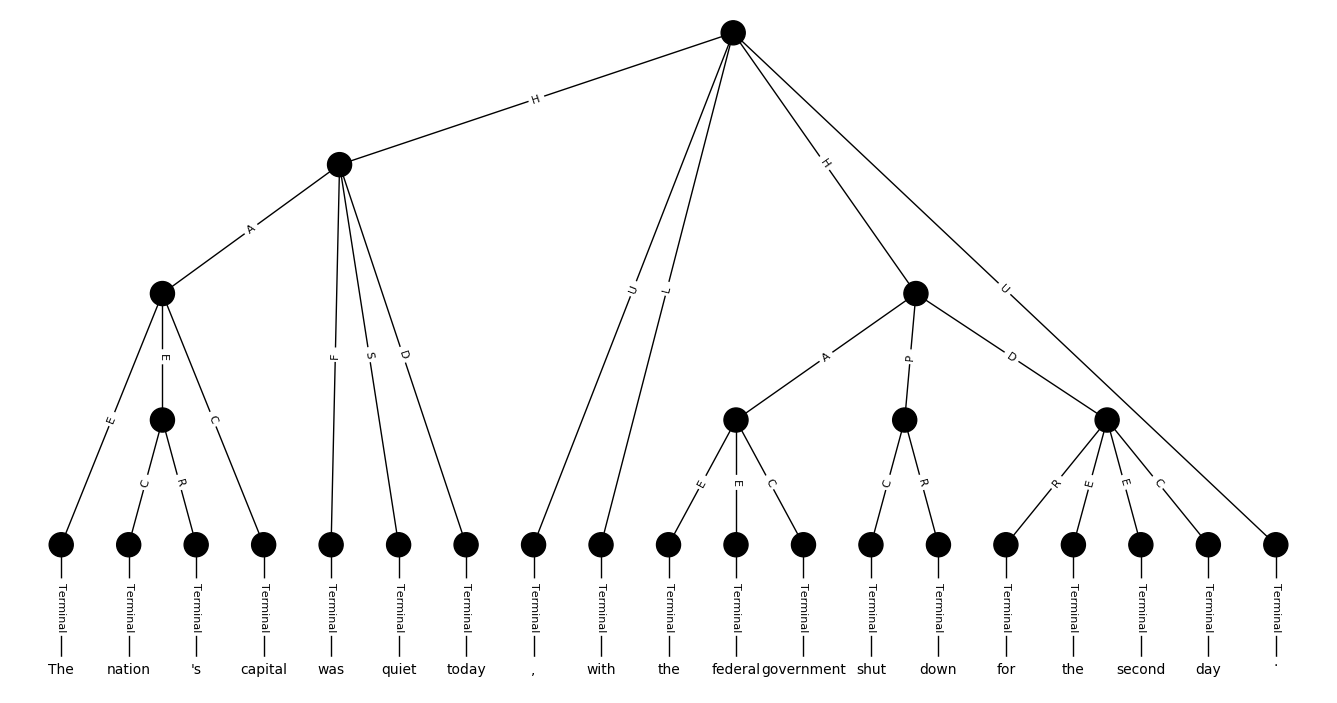 H
A
H
E
U
L
U
F
S
D
A
P
D
E
C
C
R
E
E
C
C
R
R
E
E
C
Terminal Terminal Terminal Terminal Terminal Terminal Terminal Terminal Terminal Terminal Terminal Terminal Terminal Terminal Terminal Terminal Terminal Terminal Terminal
The nation 's capital was quiet today , with the federal government shut down for the second day .